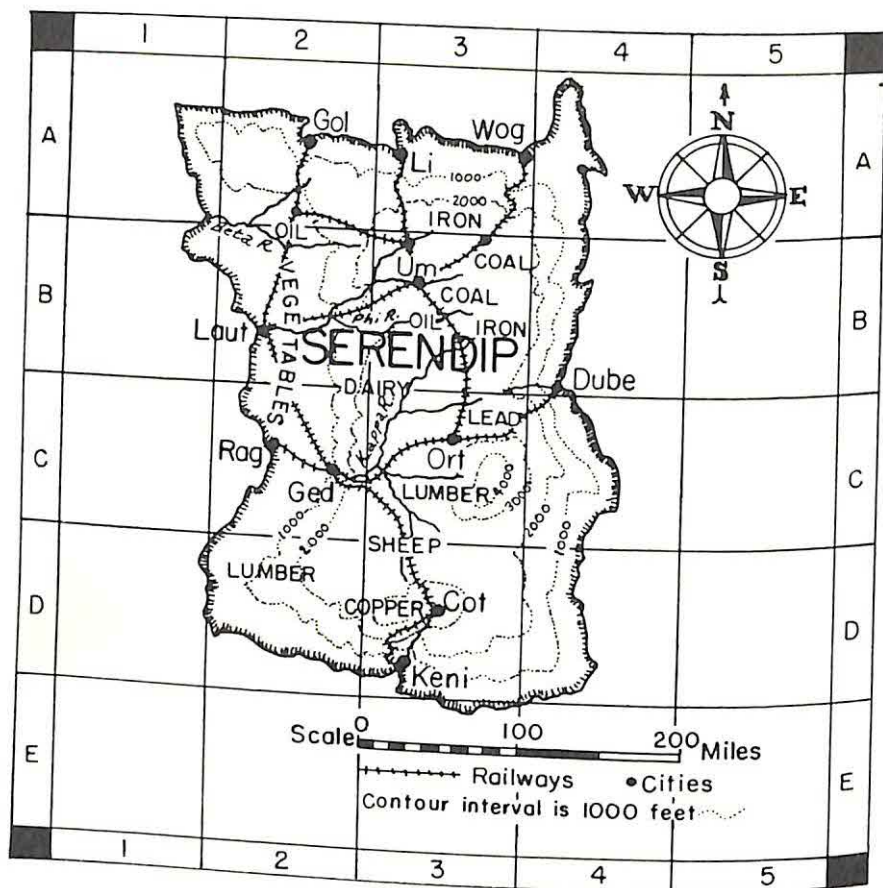 1 2 3 4 5
A Gol Wog N A
Li
1000
2000
W E
IRON
Beta R. OIL
S
Um COAL
B COAL B
VEGETABLES
Phi R. OIL IRON
Laut
SERENDIP
DAIRY Dube
Kappa R.
LEAD
Rag Ort
C C
Ged LUMBER 4000
3000
1000 2000
2000 1000
SHEEP
LUMBER
D COPPER Cot D
Keni
0 100 200
Scale Miles
E Railways Cities E
Contour interval is 1000 feet
1 2 3 4 5